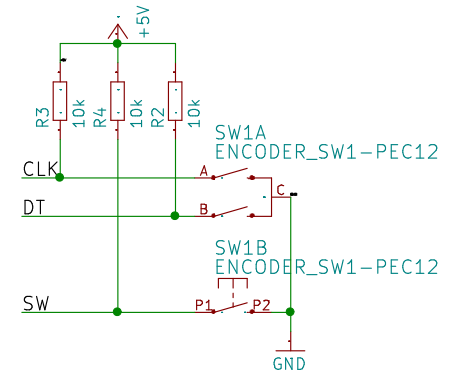 +5V
R3 10k R4 10k R2 10k
SW1A
ENCODER_SW1-PEC12
CLK
A
C
DT
B
SW1B
ENCODER_SW1-PEC12
SW
P1 P2
GND